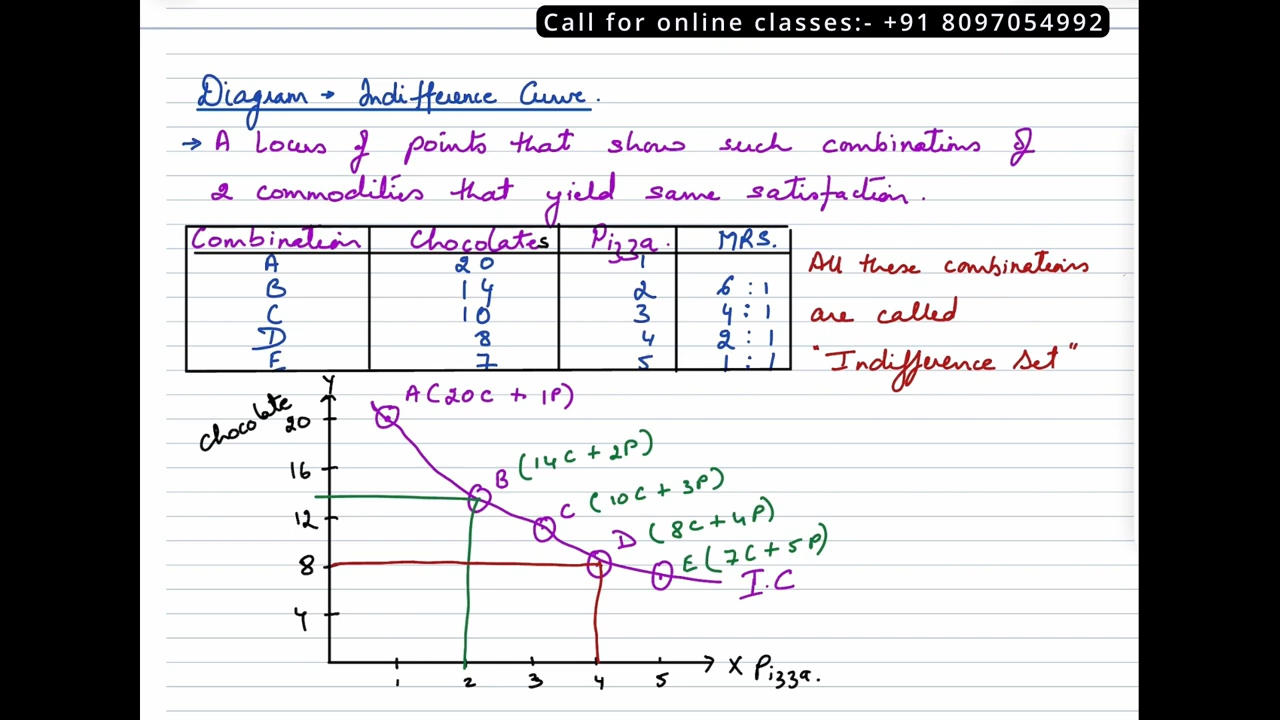 Call for online classes:- +91 8097054992
Diagram → Indifference Curve.
→ A Locus of points that show such combinations of
2 commodities that yield same satisfaction.
Combination Chocolates Pizza. MRS.
A 20 1
B 14 2 6 : 1
C 10 3 4 : 1
D 8 4 2 : 1
E 7 5 1 : 1
All these combinations
are called
"Indifference Set"
Y
chocolate
20
16
12
8
4
A (20C + 1P)
B (14C + 2P)
C (10C + 3P)
D (8C + 4P)
E (7C + 5P)
I.C
1 2 3 4 5
X Pizza.